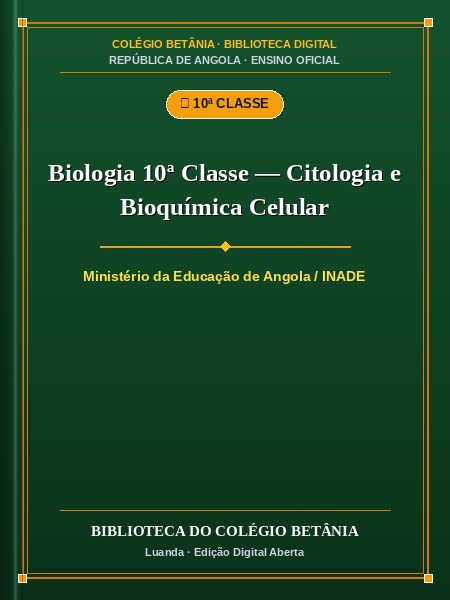 COLÉGIO BETÂNIA · BIBLIOTECA DIGITAL
REPÚBLICA DE ANGOLA · ENSINO OFICIAL
10ª CLASSE
Biologia 10ª Classe — Citologia e
Bioquímica Celular
Ministério da Educação de Angola / INADE
BIBLIOTECA DO COLÉGIO BETÂNIA
Luanda · Edição Digital Aberta